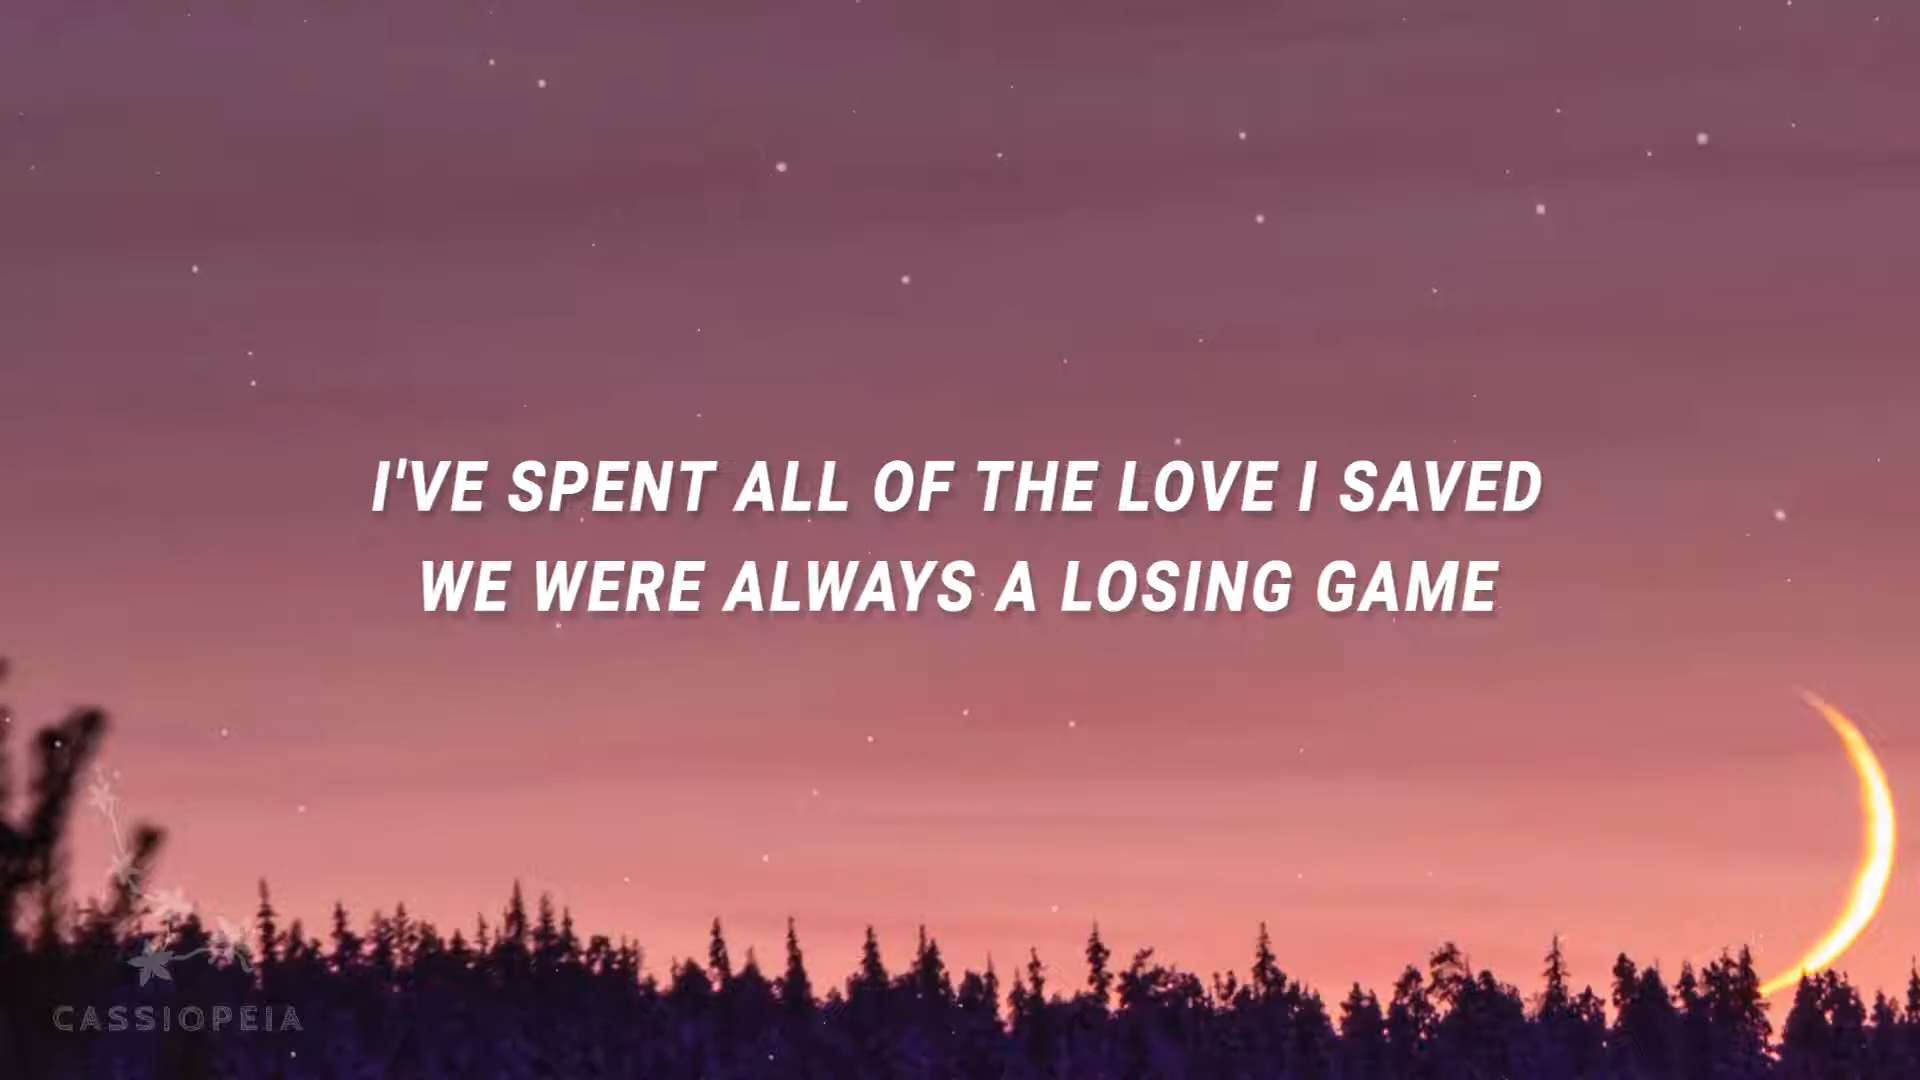 I'VE SPENT ALL OF THE LOVE I SAVED
WE WERE ALWAYS A LOSING GAME
CASSIOPEIA